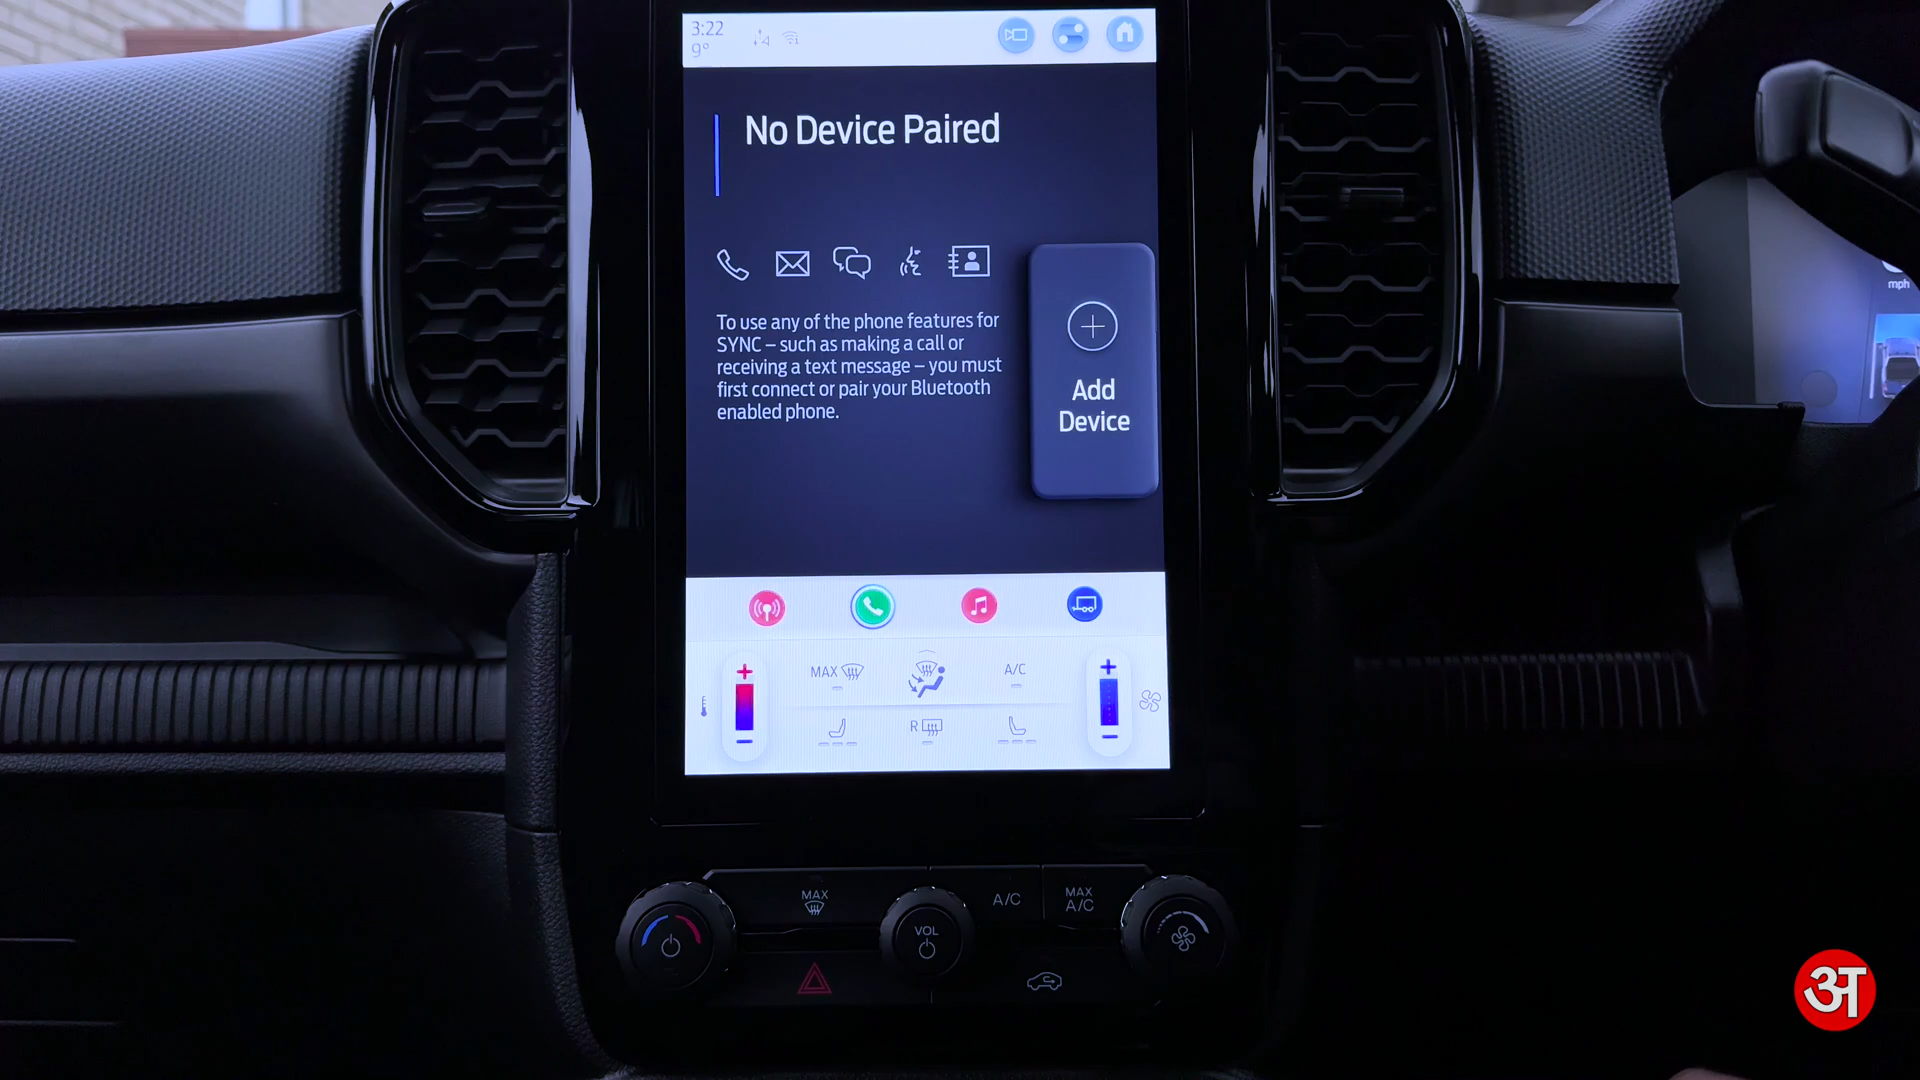 3:22
9°
No Device Paired
To use any of the phone features for
SYNC – such as making a call or
receiving a text message – you must
first connect or pair your Bluetooth
enabled phone.
Add
Device
mph
MAX
A/C
R
MAX
VOL
A/C
MAX
A/C
अ